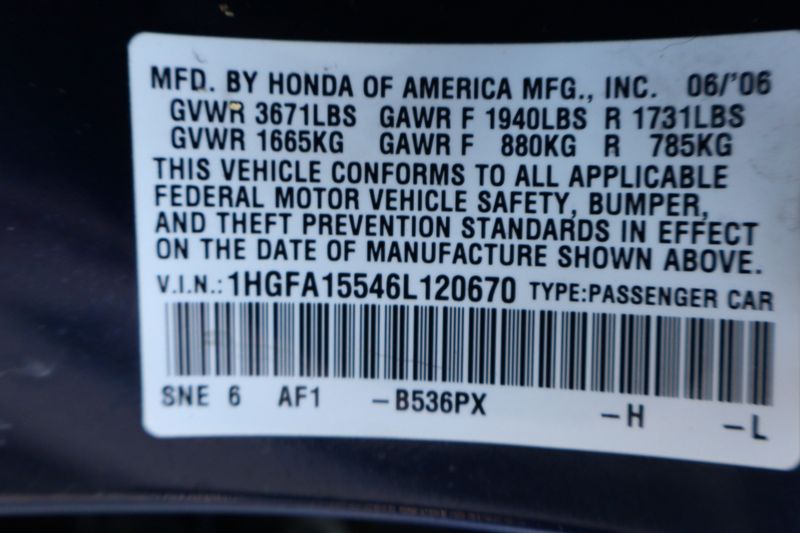 MFD. BY HONDA OF AMERICA MFG., INC. 06/'06
GVWR 3671LBS GAWR F 1940LBS R 1731LBS
GVWR 1665KG GAWR F 880KG R 785KG
THIS VEHICLE CONFORMS TO ALL APPLICABLE
FEDERAL MOTOR VEHICLE SAFETY, BUMPER,
AND THEFT PREVENTION STANDARDS IN EFFECT
ON THE DATE OF MANUFACTURE SHOWN ABOVE.
V.I.N.: 1HGFA15546L120670 TYPE:PASSENGER CAR
SNE 6 AF1 -B536PX -H -L